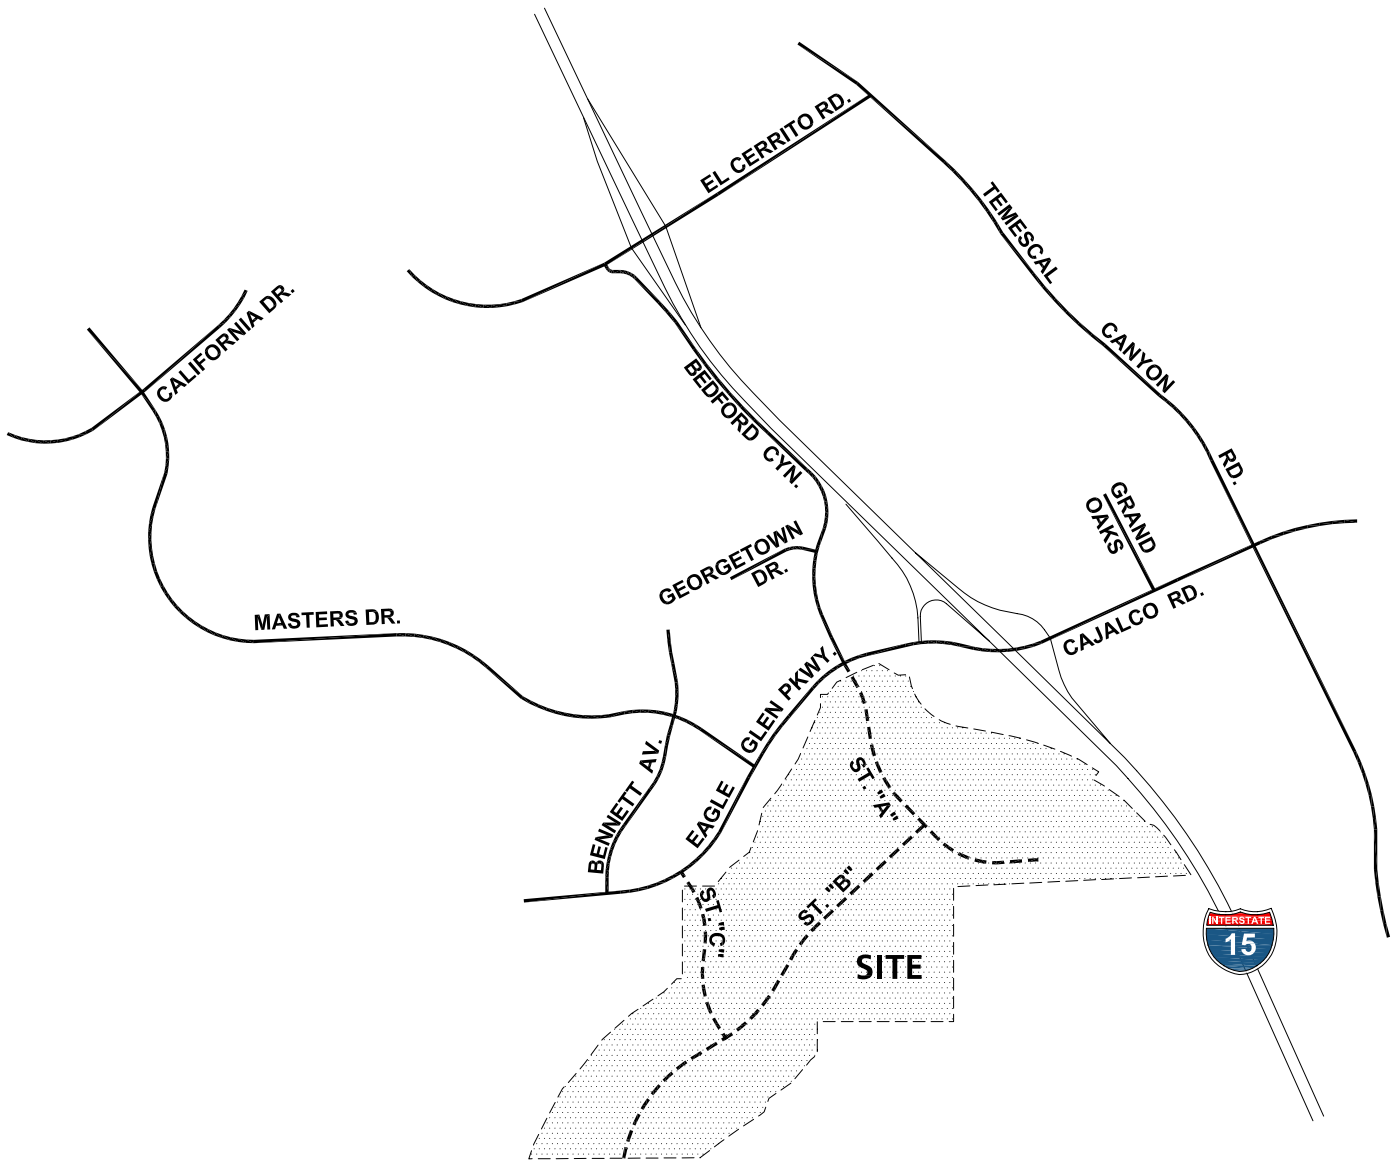 EL CERRITO RD.
TEMESCAL
CANYON
RD.
CALIFORNIA DR.
BEDFORD CYN.
GRAND
OAKS
GEORGETOWN
DR.
MASTERS DR.
CAJALCO RD.
EAGLE GLEN PKWY.
BENNETT AV.
ST. "A"
ST. "B"
ST. "C"
SITE
INTERSTATE
15